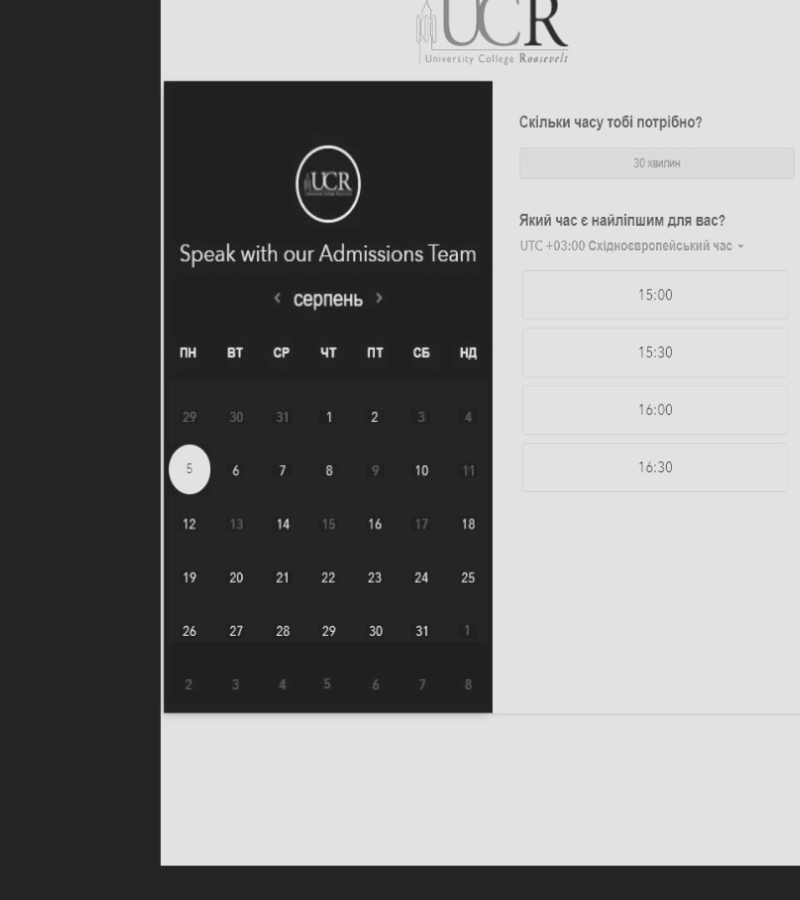 UCR
University College Roosevelt
UCR
Speak with our Admissions Team
серпень
ПН ВТ СР ЧТ ПТ СБ НД
29 30 31 1 2 3 4
5 6 7 8 9 10 11
12 13 14 15 16 17 18
19 20 21 22 23 24 25
26 27 28 29 30 31 1
2 3 4 5 6 7 8
Скільки часу тобі потрібно?
30 хвилин
Який час є найліпшим для вас?
UTC +03:00 Східноєвропейський час
15:00
15:30
16:00
16:30